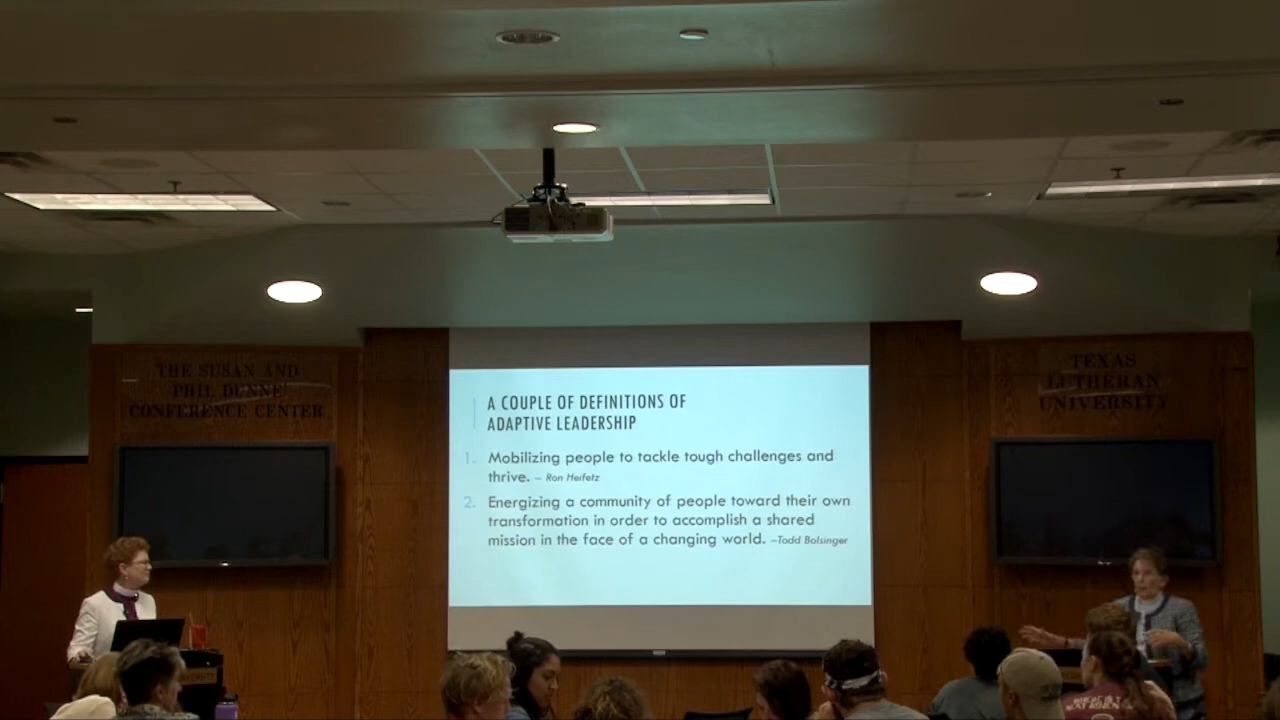 THE SUSAN AND
PHIL DUNNE
CONFERENCE CENTER
TEXAS
LUTHERAN
UNIVERSITY
A COUPLE OF DEFINITIONS OF
ADAPTIVE LEADERSHIP
1. Mobilizing people to tackle tough challenges and
thrive. – Ron Heifetz
2. Energizing a community of people toward their own
transformation in order to accomplish a shared
mission in the face of a changing world. –Todd Bolsinger